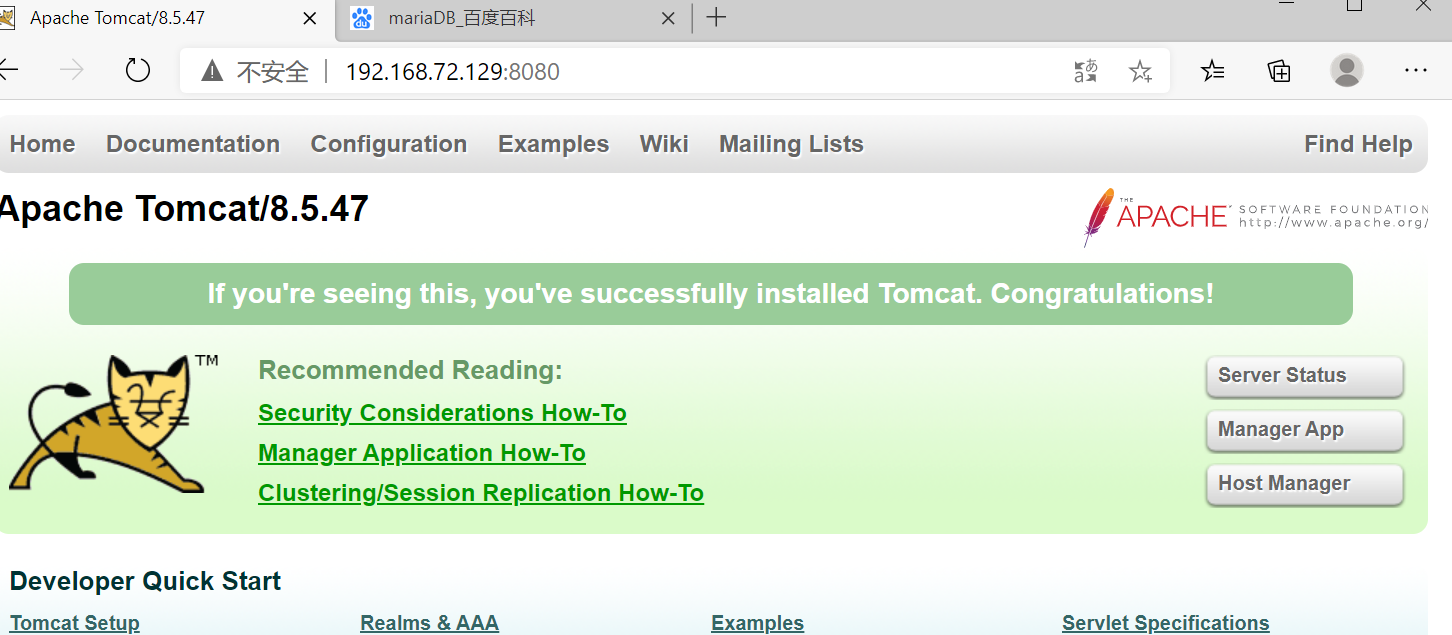 Apache Tomcat/8.5.47
mariaDB_百度百科
不安全 192.168.72.129:8080
Home Documentation Configuration Examples Wiki Mailing Lists Find Help
Apache Tomcat/8.5.47
THE APACHE SOFTWARE FOUNDATION
http://www.apache.org/
If you're seeing this, you've successfully installed Tomcat. Congratulations!
TM
Recommended Reading:
Security Considerations How-To
Manager Application How-To
Clustering/Session Replication How-To
Server Status
Manager App
Host Manager
Developer Quick Start
Tomcat Setup Realms & AAA Examples Servlet Specifications